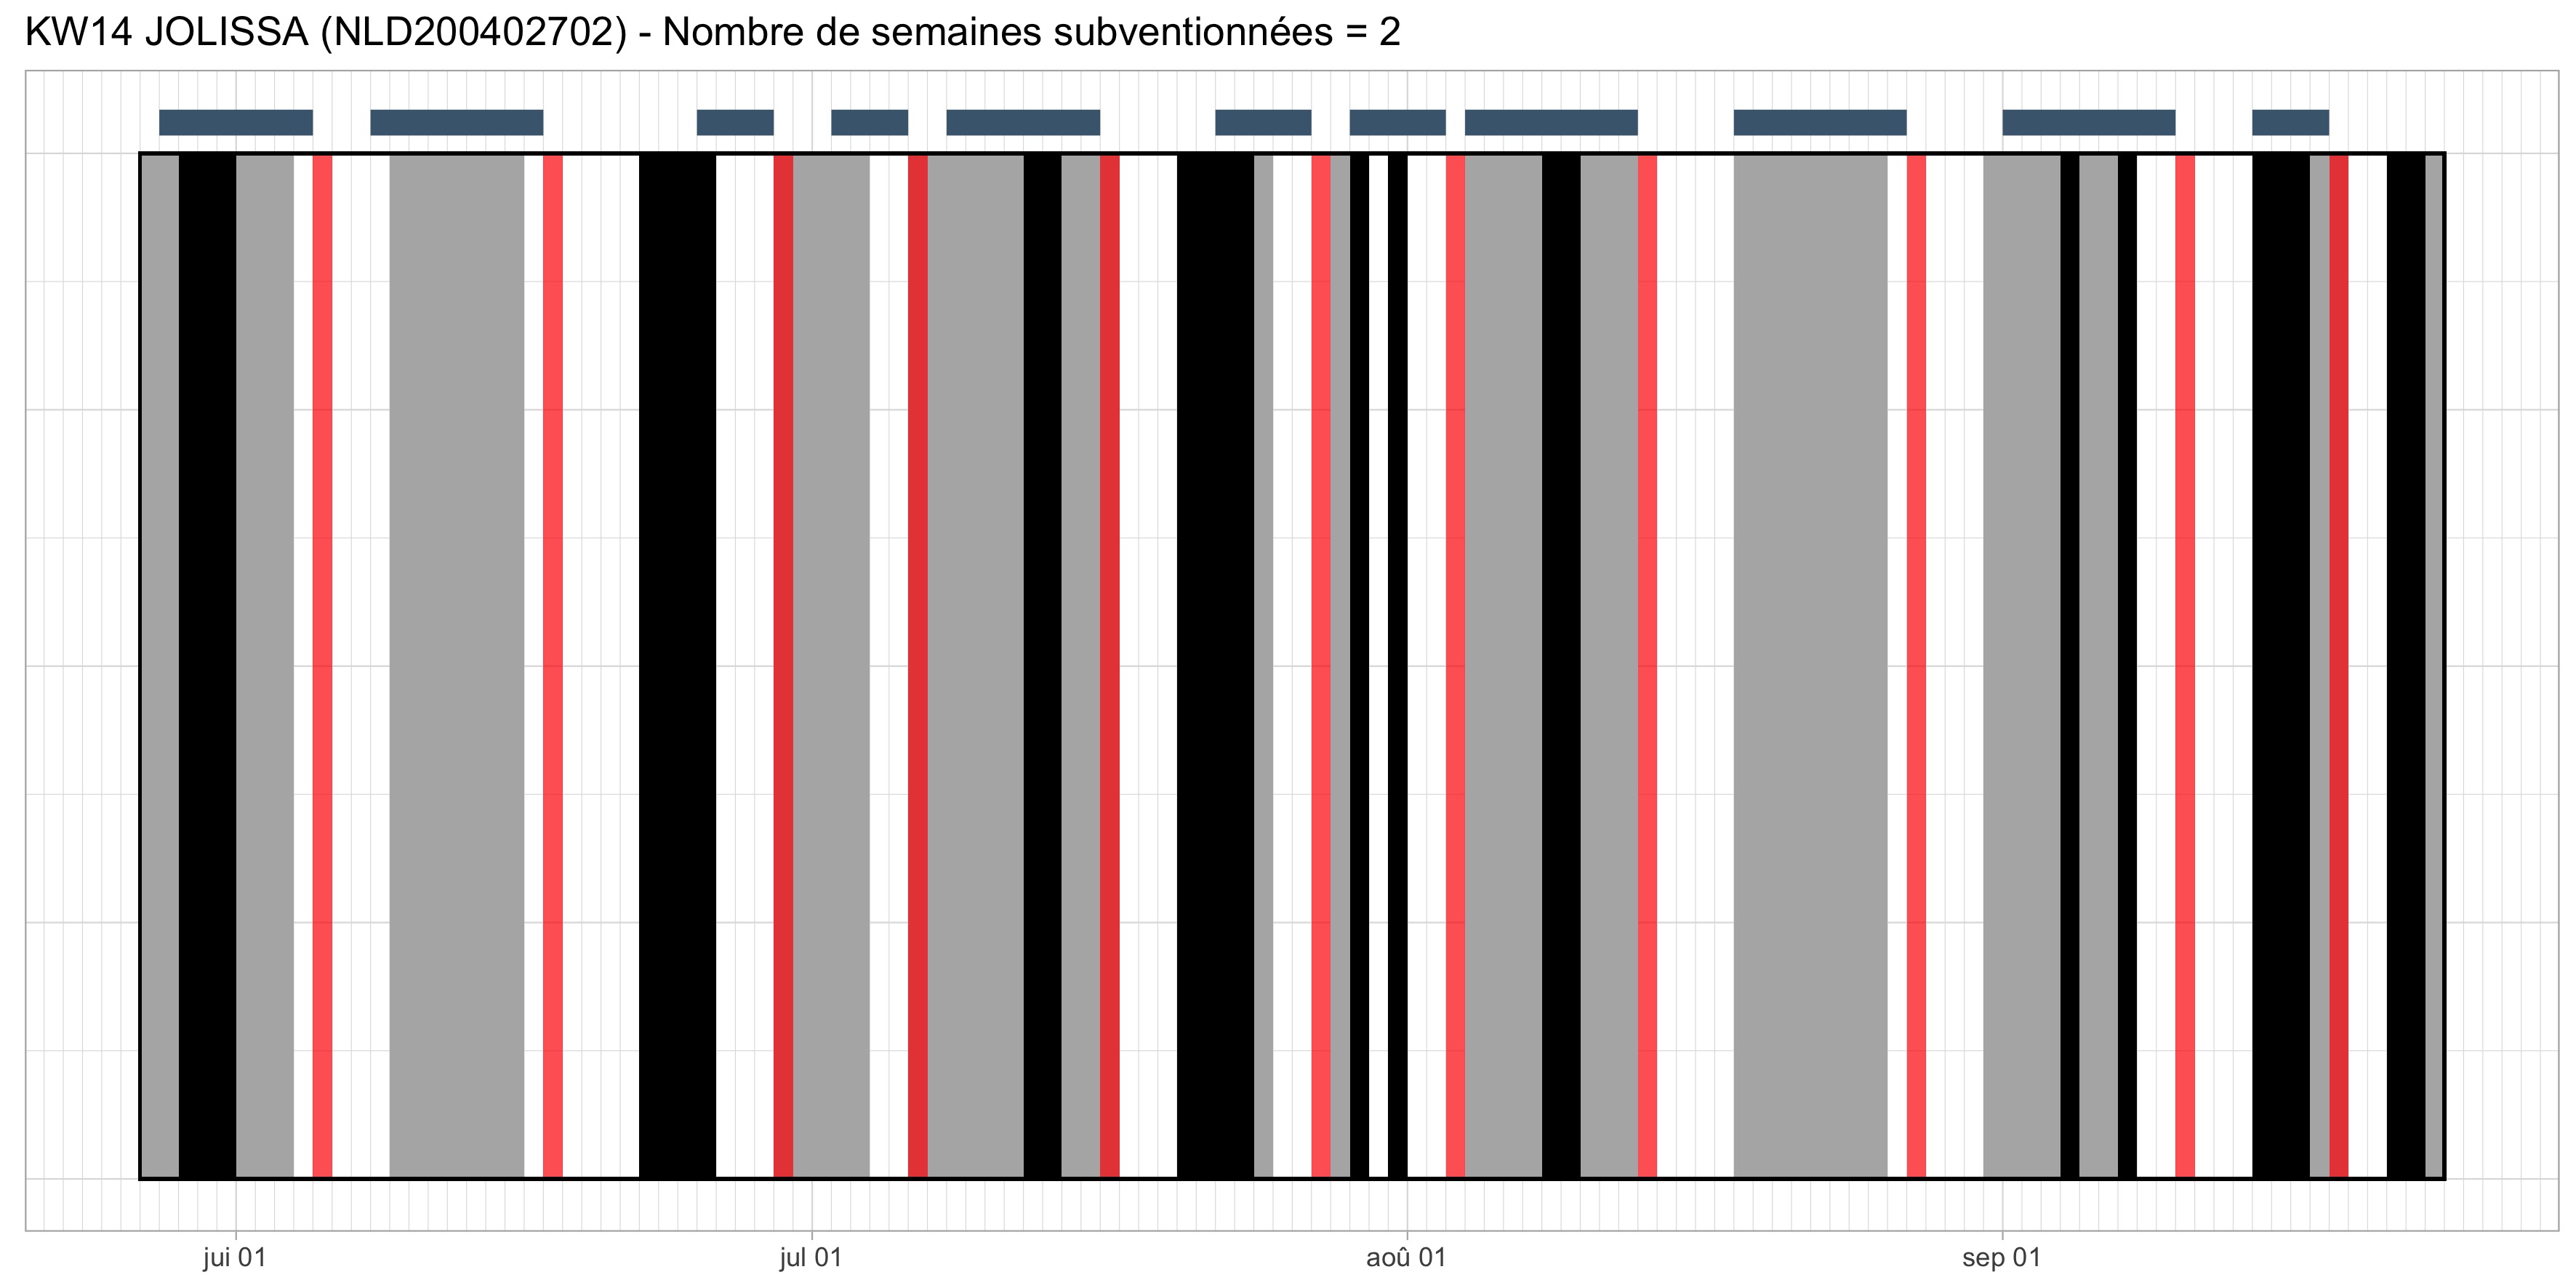 KW14 JOLISSA (NLD200402702) - Nombre de semaines subventionnées = 2
jui 01 jul 01 aoû 01 sep 01